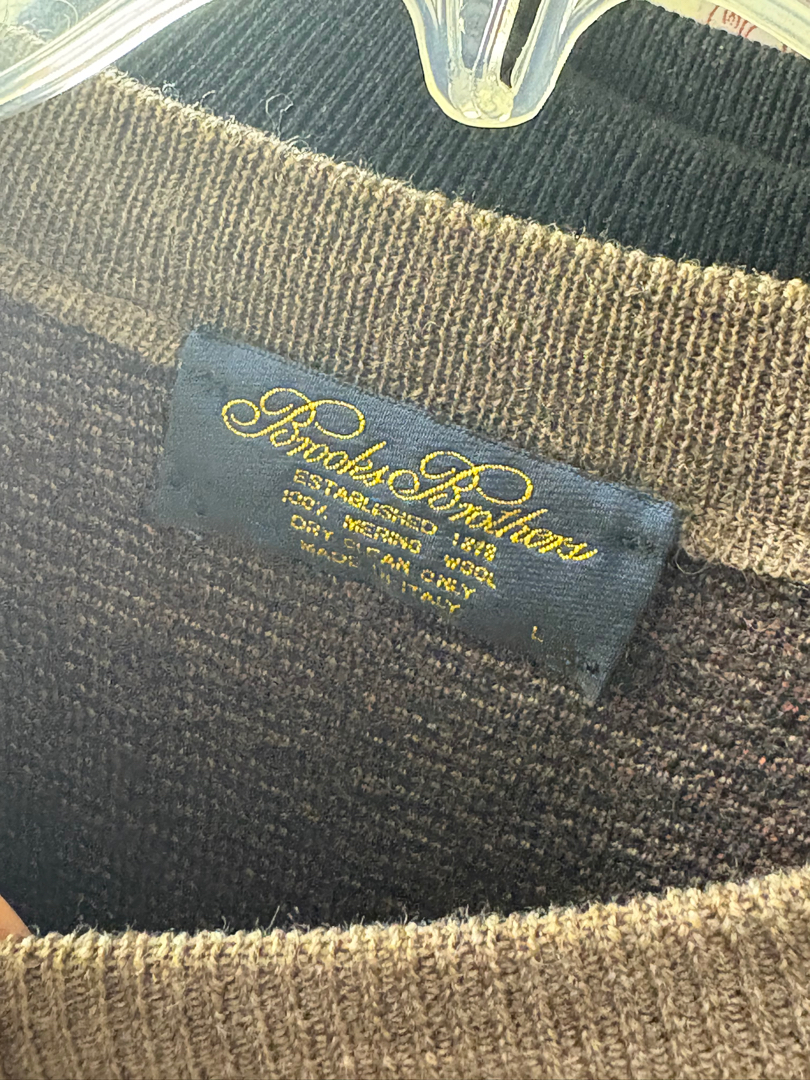 Brooks Brothers
ESTABLISHED 1818
100% MERINO WOOL
DRY CLEAN ONLY
MADE IN ITALY
L